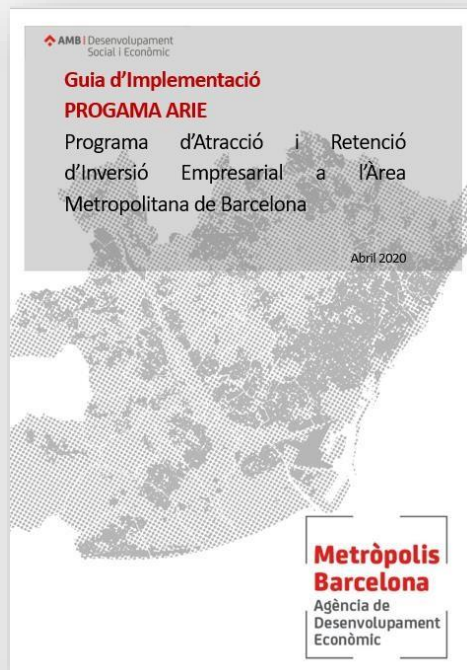 AMB | Desenvolupament
Social i Econòmic
Guia d'Implementació
PROGAMA ARIE
Programa d'Atracció i Retenció
d'Inversió Empresarial a l'Àrea
Metropolitana de Barcelona
Abril 2020
Metròpolis
Barcelona
Agència de
Desenvolupament
Econòmic